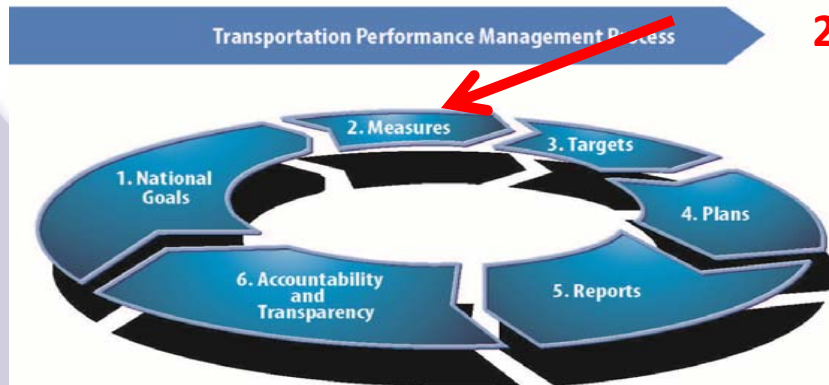 Transportation Performance Management Process
2
2. Measures
3. Targets
1. National
Goals
4. Plans
6. Accountability
and
Transparency
5. Reports